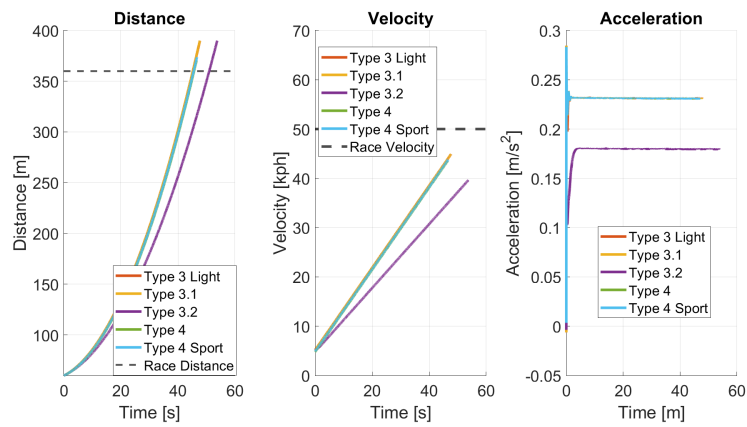 Distance
400
350
300
250
200
150
100
0
20
40
60
Distance [m]
Time [s]
Type 3 Light
Type 3.1
Type 3.2
Type 4
Type 4 Sport
Race Distance
Velocity
70
60
50
40
30
20
10
0
0
20
40
60
Velocity [kph]
Time [s]
Type 3 Light
Type 3.1
Type 3.2
Type 4
Type 4 Sport
Race Velocity
Acceleration
0.3
0.25
0.2
0.15
0.1
0.05
0
-0.05
0
20
40
60
Acceleration [m/s²]
Time [m]
Type 3 Light
Type 3.1
Type 3.2
Type 4
Type 4 Sport